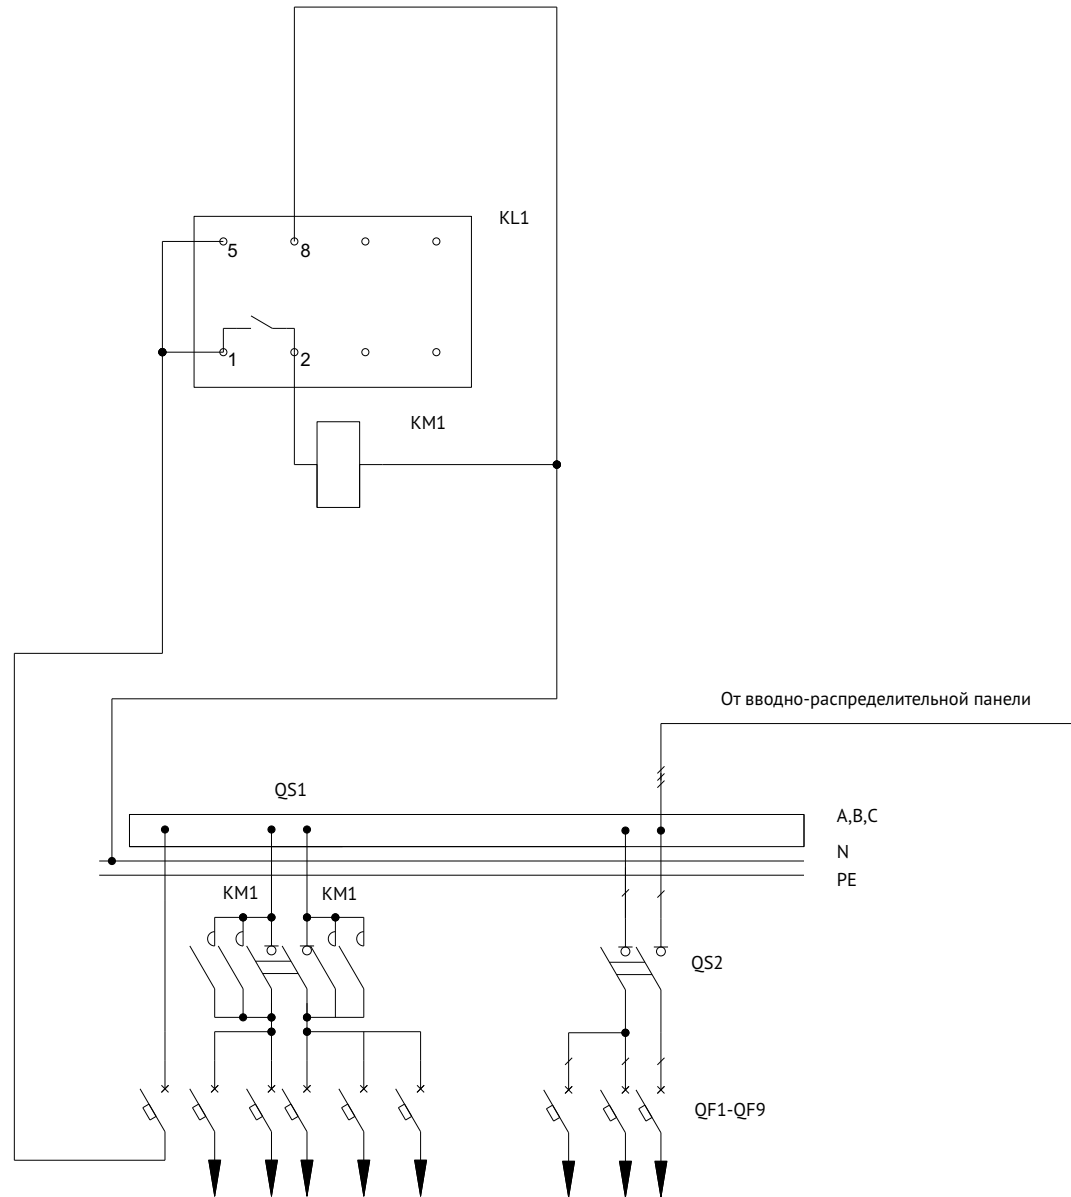 KL1
5
8
1
2
KM1
От вводно-распределительной панели
QS1
A,B,C
N
PE
KM1
KM1
QS2
QF1-QF9